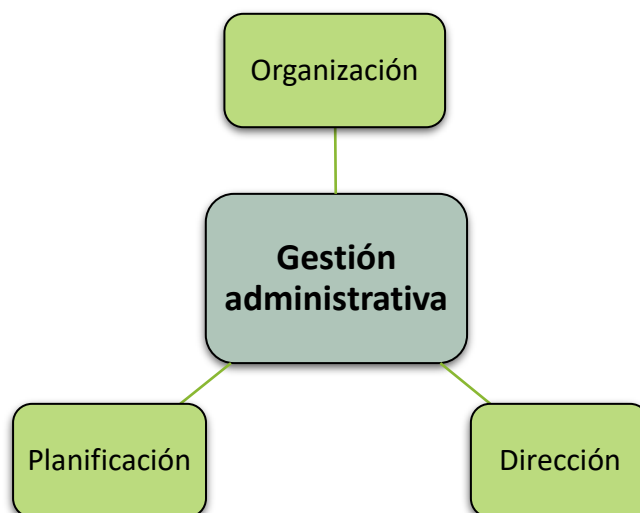 Organización
Gestión
administrativa
Planificación
Dirección